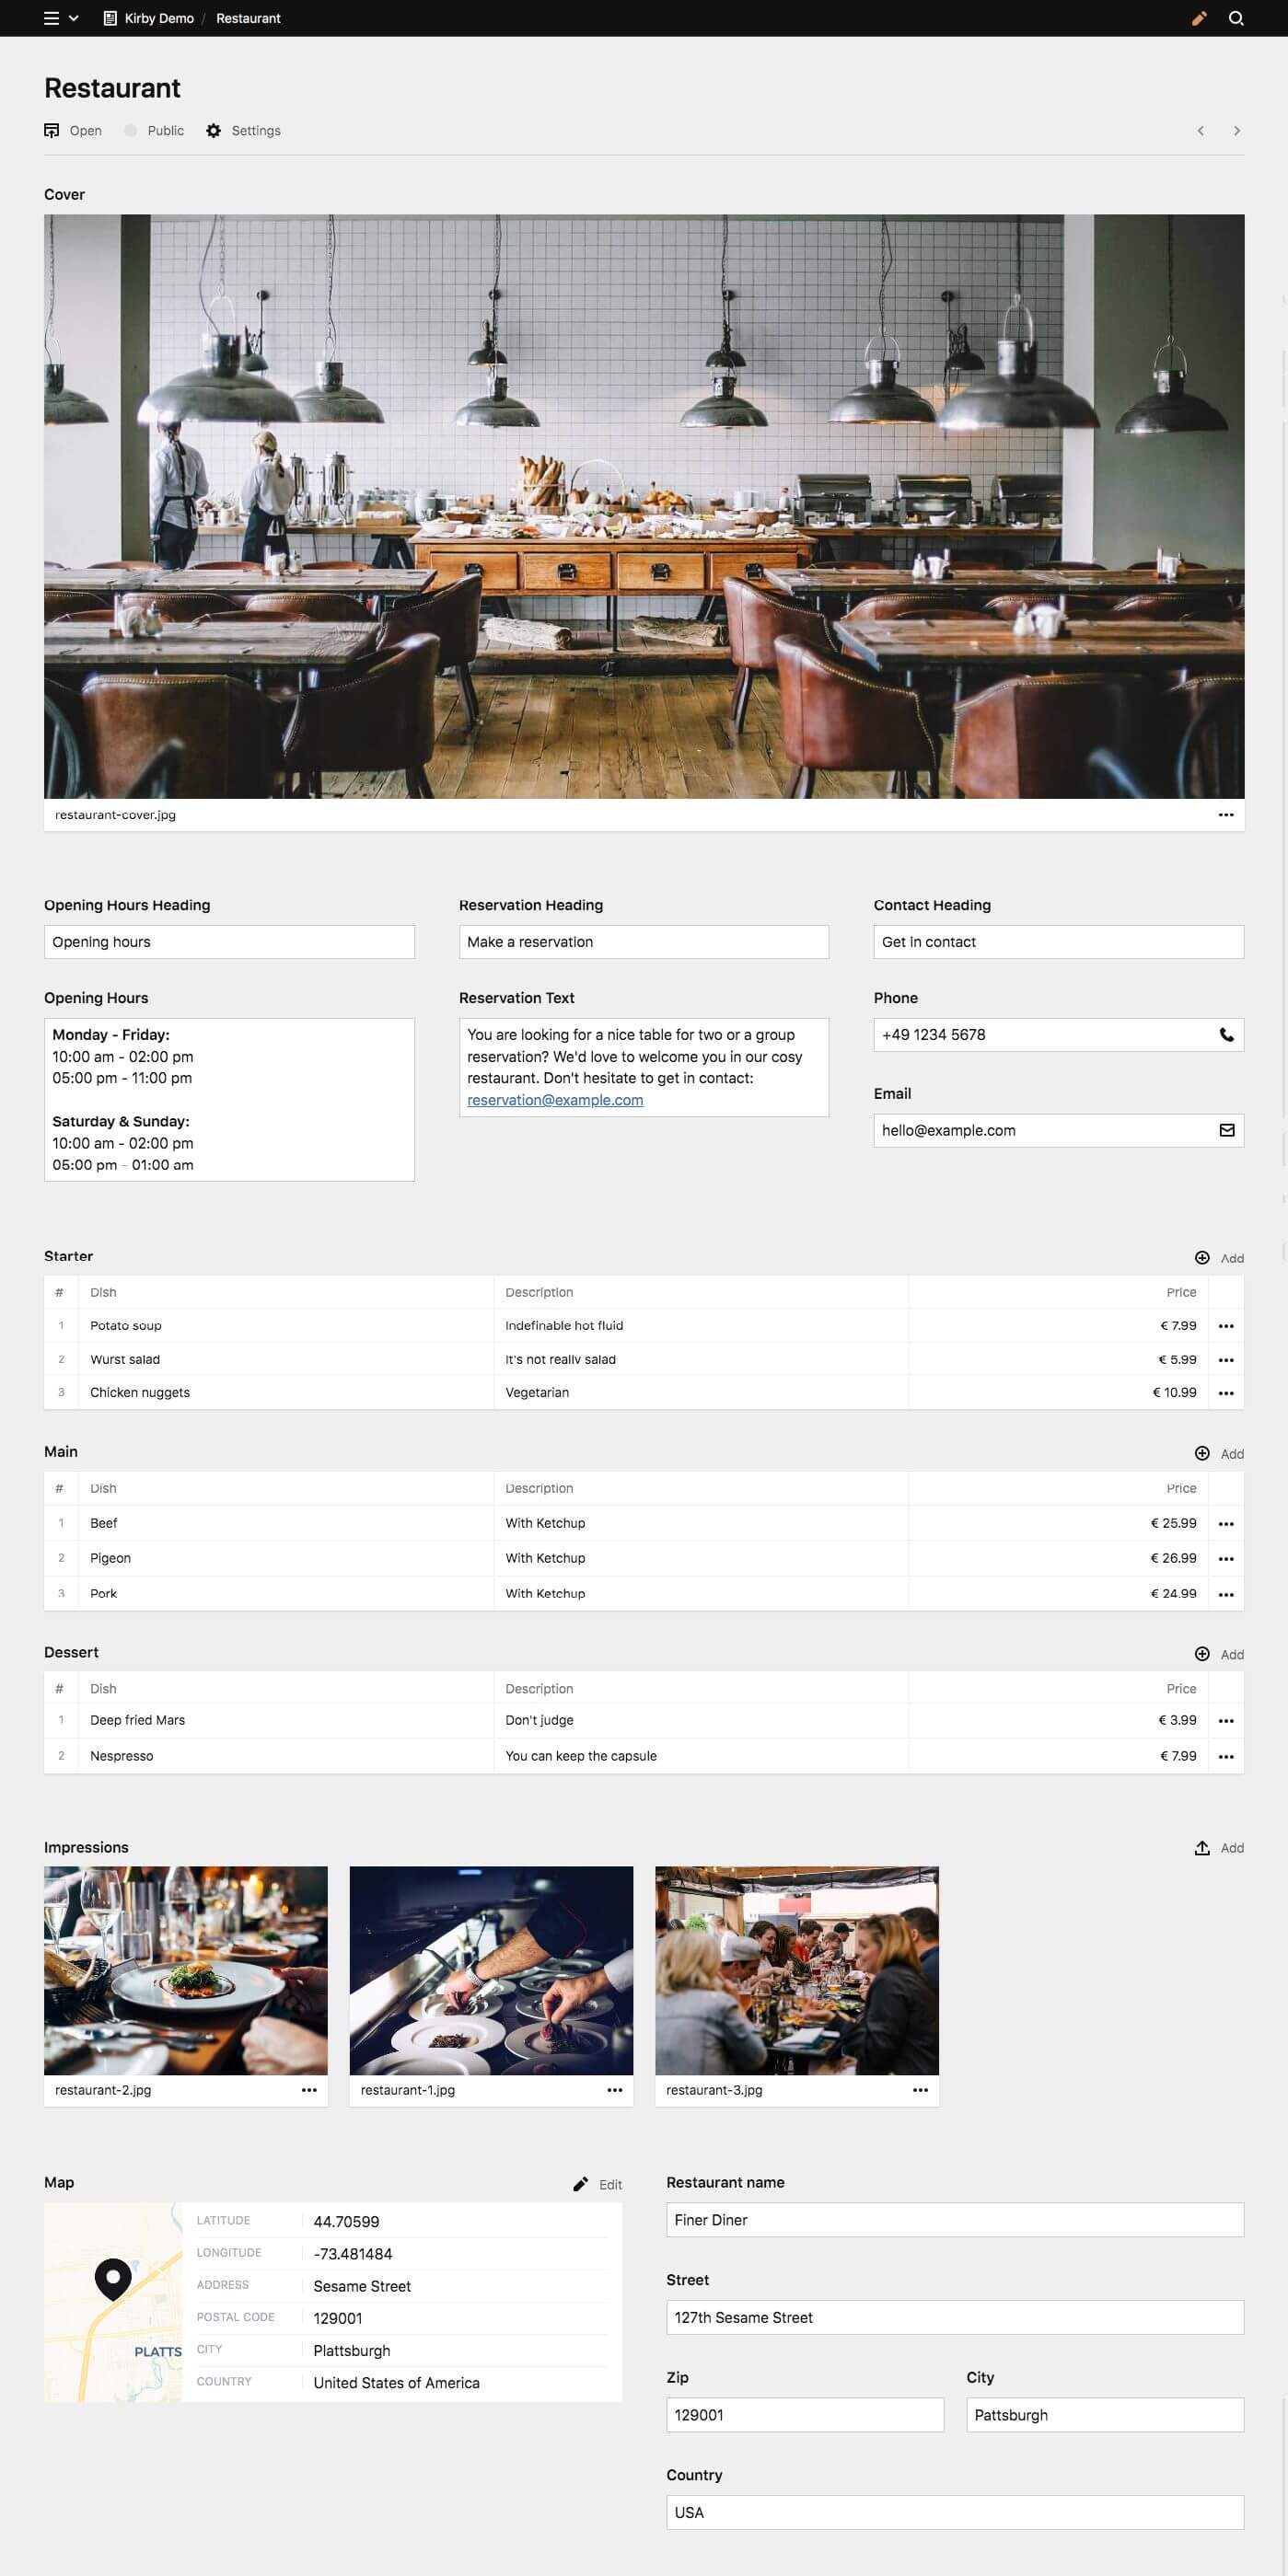 Kirby Demo / Restaurant
Restaurant
Open Public Settings
Cover
restaurant-cover.jpg
Opening Hours Heading
Opening hours
Reservation Heading
Make a reservation
Contact Heading
Get in contact
Opening Hours
Monday - Friday:
10:00 am - 02:00 pm
05:00 pm - 11:00 pm
Saturday & Sunday:
10:00 am - 02:00 pm
05:00 pm - 01:00 am
Reservation Text
You are looking for a nice table for two or a group
reservation? We'd love to welcome you in our cosy
restaurant. Don't hesitate to get in contact:
reservation@example.com
Phone
+49 1234 5678
Email
hello@example.com
Starter Add
# Dish Description Price
1 Potato soup Indefinable hot fluid € 7.99
2 Wurst salad It's not really salad € 5.99
3 Chicken nuggets Vegetarian € 10.99
Main Add
# Dish Description Price
1 Beef With Ketchup € 25.99
2 Pigeon With Ketchup € 26.99
3 Pork With Ketchup € 24.99
Dessert Add
# Dish Description Price
1 Deep fried Mars Don't judge € 3.99
2 Nespresso You can keep the capsule € 7.99
Impressions Add
restaurant-2.jpg
restaurant-1.jpg
restaurant-3.jpg
Map Edit
PLATTS
LATITUDE 44.70599
LONGITUDE -73.481484
ADDRESS Sesame Street
POSTAL CODE 129001
CITY Plattsburgh
COUNTRY United States of America
Restaurant name
Finer Diner
Street
127th Sesame Street
Zip
129001
City
Pattsburgh
Country
USA